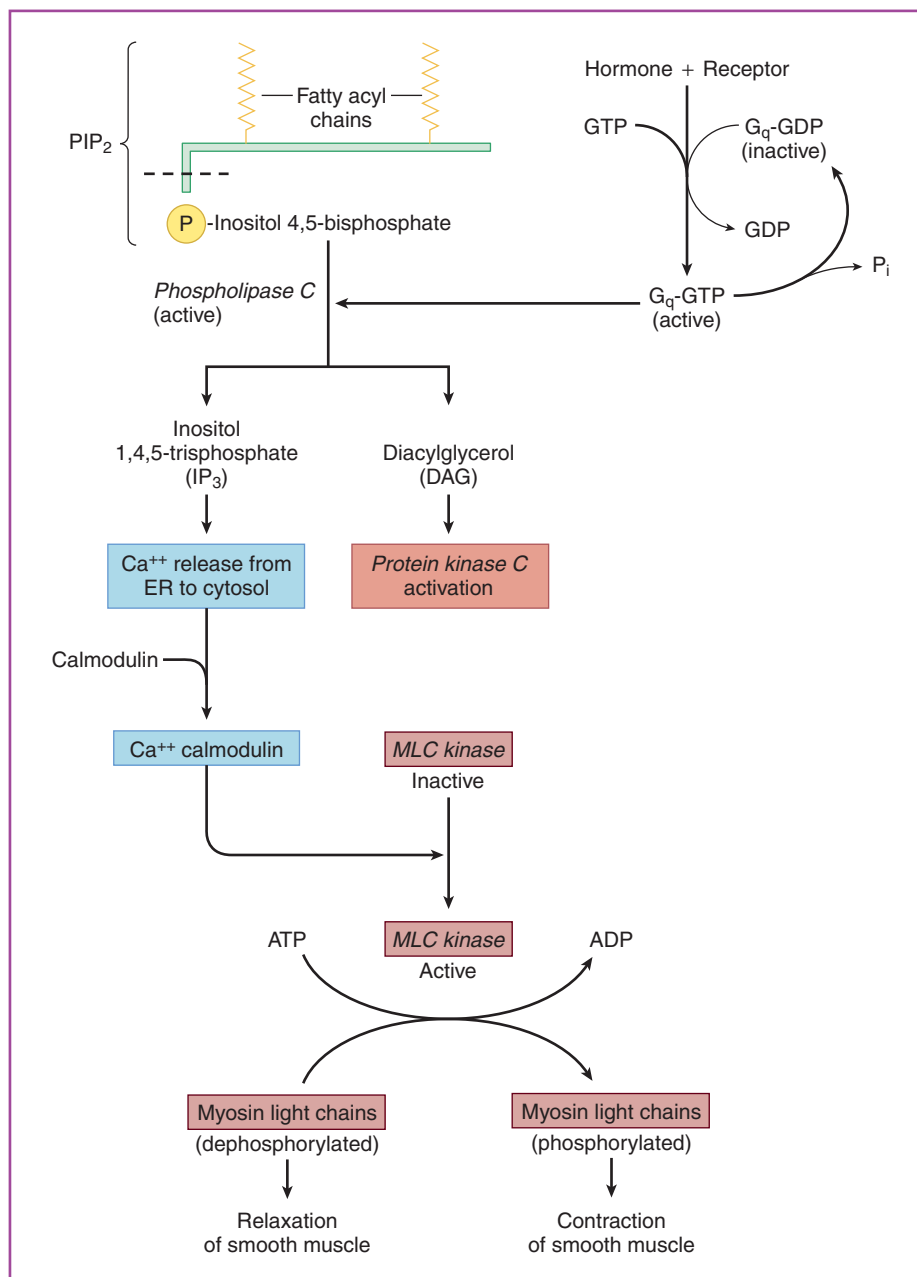 Hormone + Receptor
Fatty acyl
chains
GTP
Gq-GDP
(inactive)
PIP2
P -Inositol 4,5-bisphosphate
GDP
Pi
Phospholipase C
(active)
Gq-GTP
(active)
Inositol
1,4,5-trisphosphate
(IP3)
Diacylglycerol
(DAG)
Ca++ release from
ER to cytosol
Protein kinase C
activation
Calmodulin
Ca++ calmodulin
MLC kinase
Inactive
ATP
MLC kinase
Active
ADP
Myosin light chains
(dephosphorylated)
Myosin light chains
(phosphorylated)
Relaxation
of smooth muscle
Contraction
of smooth muscle